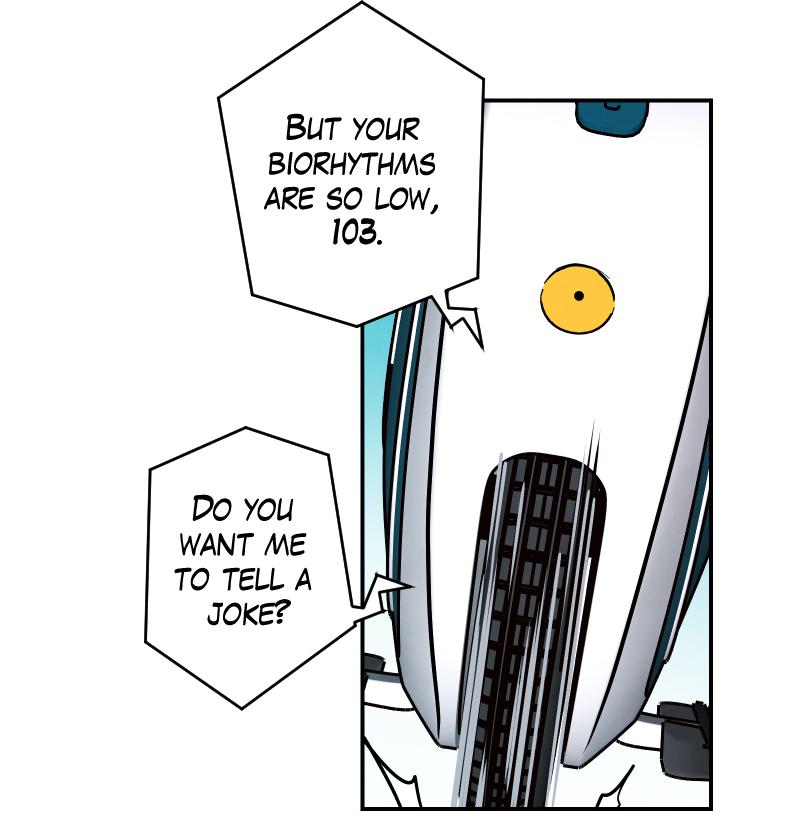 But your
biorhythms
are so low,
103.
Do you
want me
to tell a
joke?